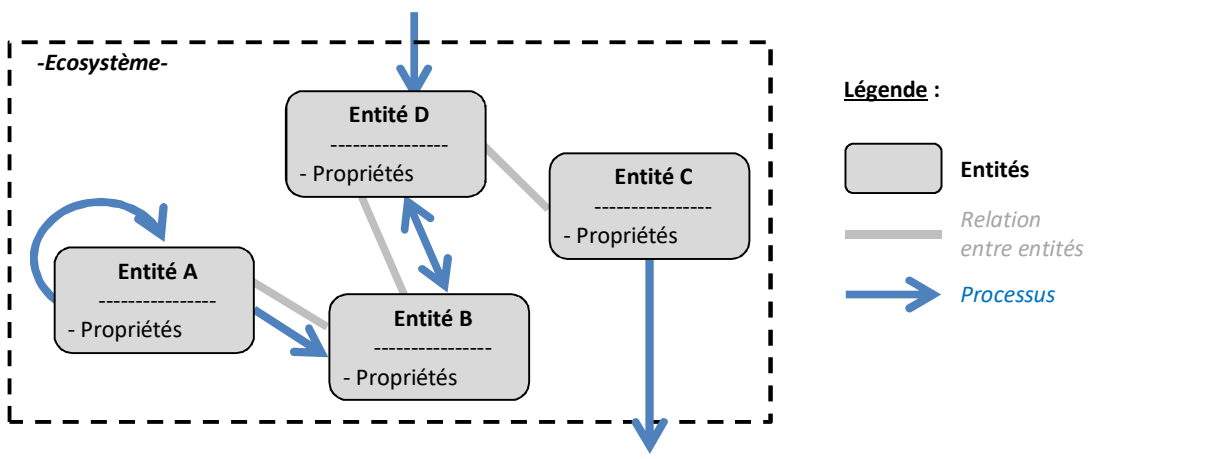 -Ecosystème-
Entité D
----------------
- Propriétés
Entité C
----------------
- Propriétés
Entité A
----------------
- Propriétés
Entité B
----------------
- Propriétés
Légende :
Entités
Relation
entre entités
Processus